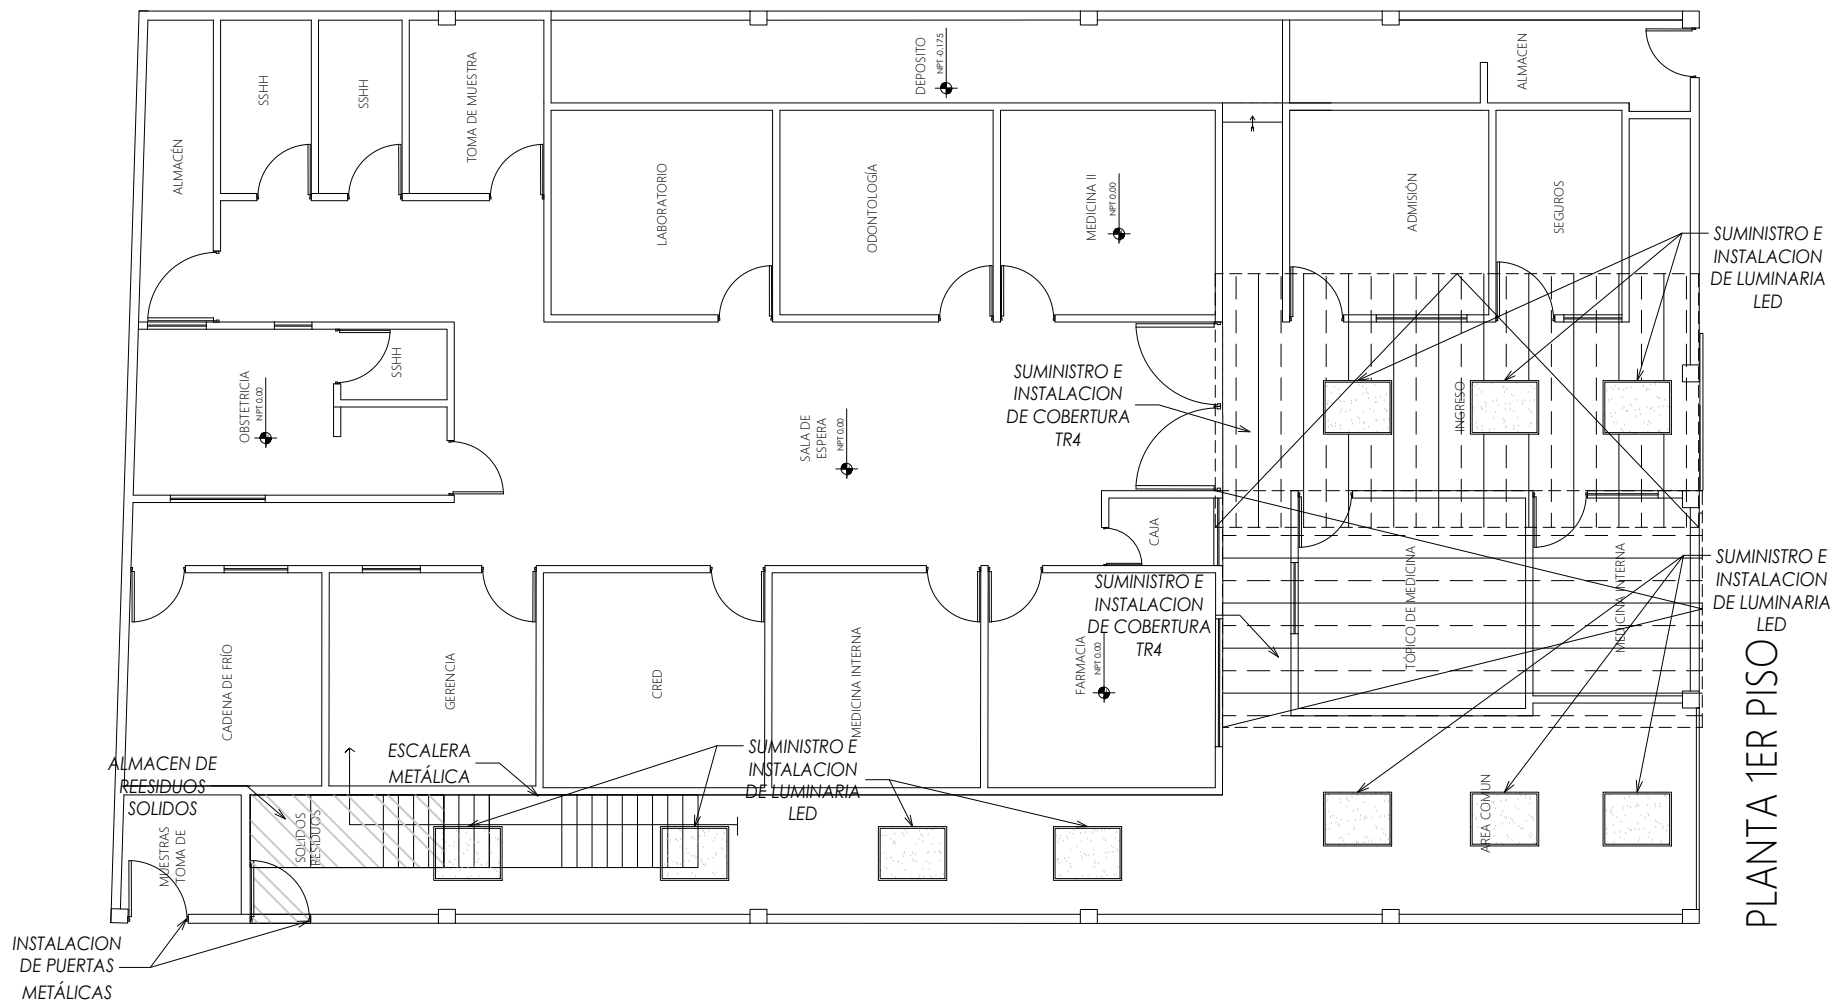 SSHH
SSHH
TOMA DE MUESTRA
ALMACÉN
DEPOSITO
NPT -0.175
ALMACEN
LABORATORIO
ODONTOLOGÍA
MEDICINA II
NPT 0.00
ADMISIÓN
SEGUROS
SUMINISTRO E
INSTALACION
DE LUMINARIA
LED
OBSTETRICIA
NPT 0.00
SSHH
SALA DE
ESPERA
NPT 0.00
SUMINISTRO E
INSTALACION
DE COBERTURA
TR4
INGRESO
CAJA
SUMINISTRO E
INSTALACION
DE COBERTURA
TR4
TÓPICO DE MEDICINA
MEDICINA INTERNA
SUMINISTRO E
INSTALACION
DE LUMINARIA
LED
CADENA DE FRÍO
GERENCIA
CRED
MEDICINA INTERNA
FARMACIA
NPT 0.00
ALMACEN DE
REESIDUOS
SOLIDOS
ESCALERA
METÁLICA
SUMINISTRO E
INSTALACION
DE LUMINARIA
LED
MUESTRAS
TOMA DE
SOLIDOS
RESIDUOS
AREA COMUN
INSTALACION
DE PUERTAS
METÁLICAS
PLANTA 1ER PISO